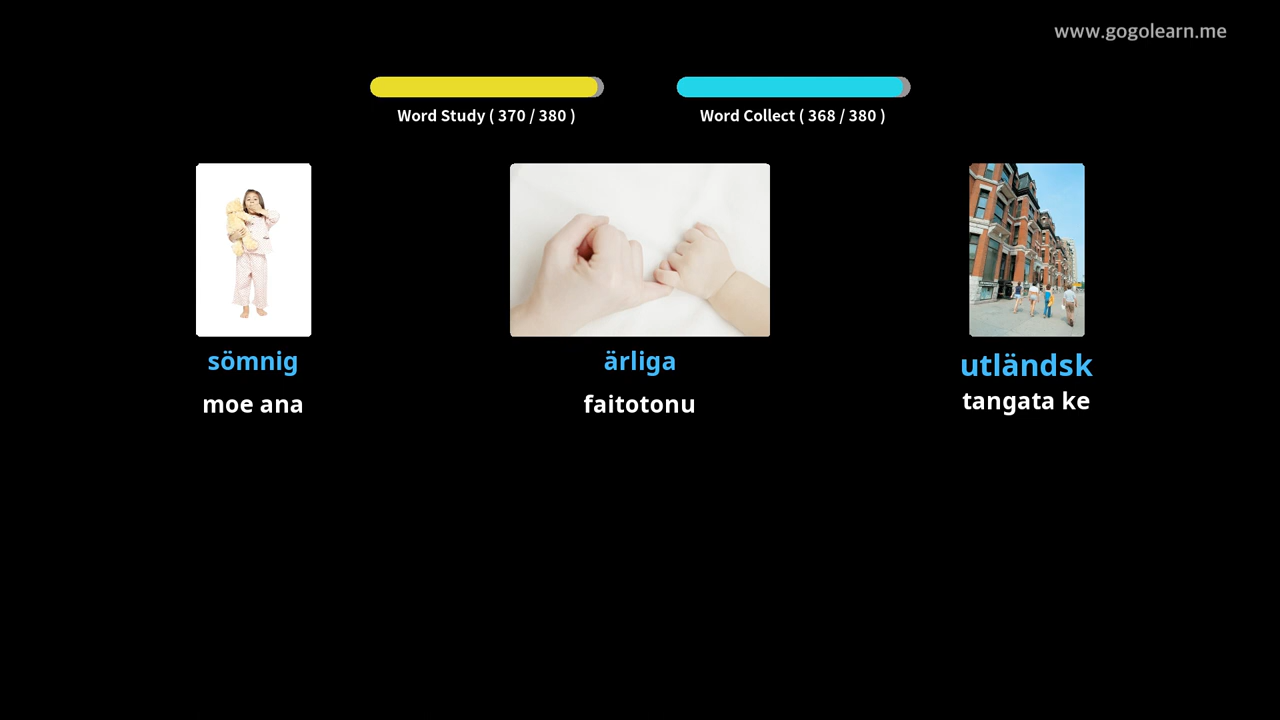 www.gogolearn.me
Word Study ( 370 / 380 )
Word Collect ( 368 / 380 )
sömnig
moe ana
ärliga
faitotonu
utländsk
tangata ke